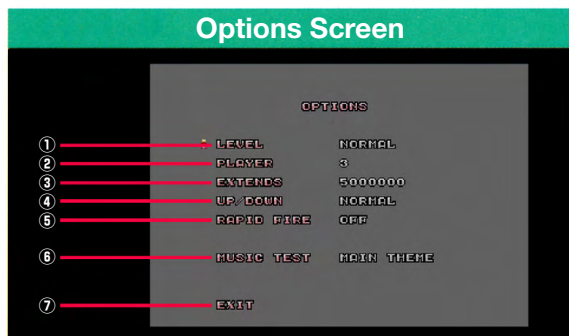 Options Screen
OPTIONS
① LEVEL NORMAL
② PLAYER 3
③ EXTENDS 5000000
④ UP/DOWN NORMAL
⑤ RAPID FIRE OFF
⑥ MUSIC TEST MAIN THEME
⑦ EXIT